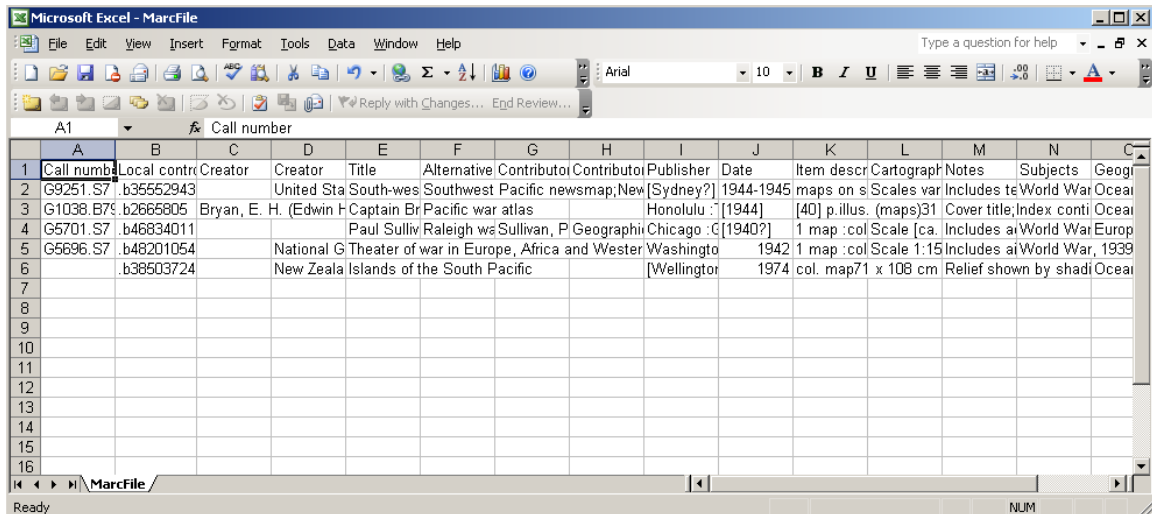 Microsoft Excel - MarcFile
File Edit View Insert Format Tools Data Window Help Type a question for help
Arial 10 B I U
Reply with Changes... End Review...
A1 fx Call number
A B C D E F G H I J K L M N
1 Call numb Local contro Creator Creator Title Alternative Contributor Contributor Publisher Date Item descr Cartograph Notes Subjects Geogr
2 G9251.S7 .b35552943 United Sta South-wes Southwest Pacific newsmap;New [Sydney?] 1944-1945 maps on s Scales var Includes te World War Ocean
3 G1038.B79 .b2665805 Bryan, E. H. (Edwin H Captain Br Pacific war atlas Honolulu : [1944] [40] p.illus. (maps)31 Cover title; Index conti Ocean
4 G5701.S7 .b46834011 Paul Sulliv Raleigh wa Sullivan, P Geographi Chicago :G [1940?] 1 map :col Scale [ca. Includes ai World War Europ
5 G5696.S7 .b48201054 National G Theater of war in Europe, Africa and Wester Washingto 1942 1 map :col Scale 1:15 Includes ai World War, 1939
6 .b38503724 New Zeala Islands of the South Pacific [Wellington 1974 col. map71 x 108 cm Relief shown by shadi Ocean
7
8
9
10
11
12
13
14
15
16
MarcFile
Ready NUM